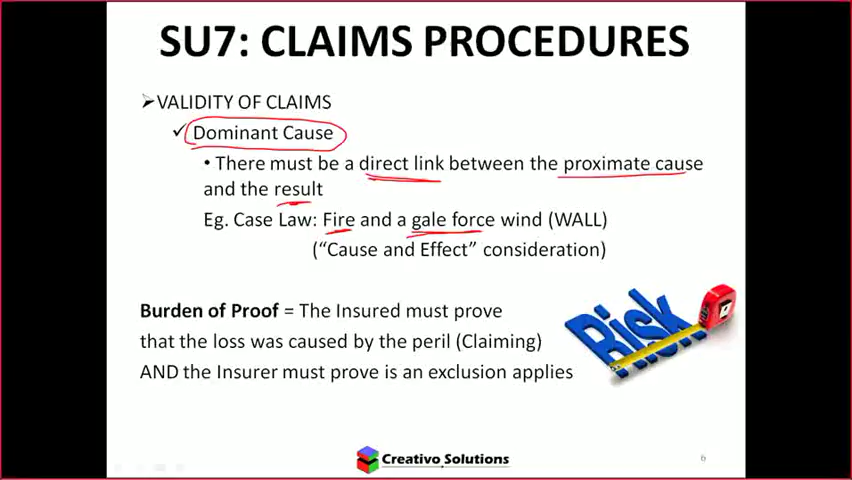 SU7: CLAIMS PROCEDURES
➢VALIDITY OF CLAIMS
✓ Dominant Cause
• There must be a direct link between the proximate cause
and the result
Eg. Case Law: Fire and a gale force wind (WALL)
(“Cause and Effect” consideration)
Burden of Proof = The Insured must prove
that the loss was caused by the peril (Claiming)
AND the Insurer must prove is an exclusion applies
Risk
Creativo Solutions
6